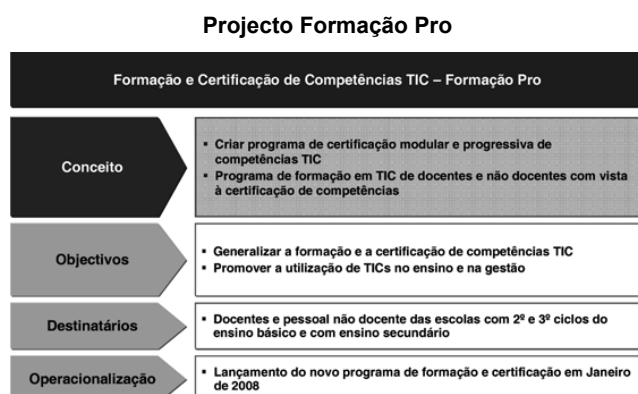 Projecto Formação Pro
Formação e Certificação de Competências TIC – Formação Pro
Conceito
▪ Criar programa de certificação modular e progressiva de
competências TIC
▪ Programa de formação em TIC de docentes e não docentes com vista
à certificação de competências
Objectivos
▪ Generalizar a formação e a certificação de competências TIC
▪ Promover a utilização de TICs no ensino e na gestão
Destinatários
▪ Docentes e pessoal não docente das escolas com 2º e 3º ciclos do
ensino básico e com ensino secundário
Operacionalização
▪ Lançamento do novo programa de formação e certificação em Janeiro
de 2008